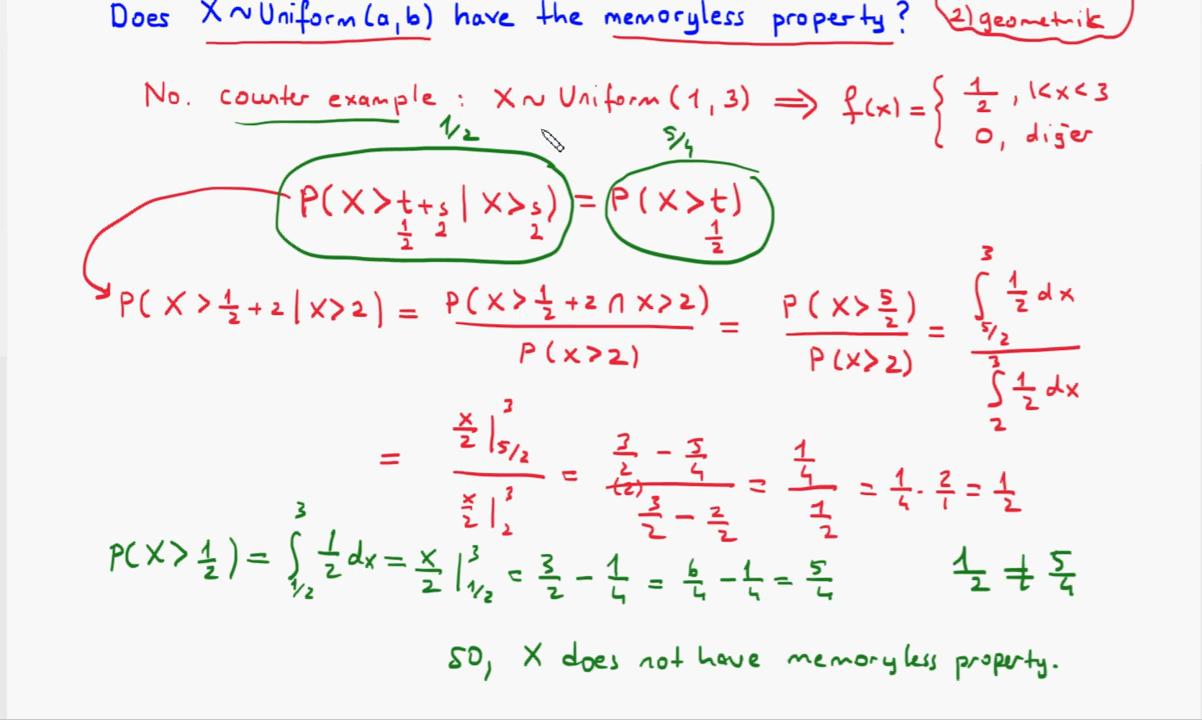 Does X ~ Uniform (a, b) have the memoryless property? 2) geometrik
No. counter example : X ~ Uniform (1, 3) ⟹ f(x) = { 1/2 , 1<x<3
0, diğer
1/2 5/4
P(X > t+s | X > s) = P(X > t)
1/2 2 2 1/2
P(X > 1/2 + 2 | X > 2) = P(X > 1/2 + 2 ∩ X > 2) / P(X > 2) = P(X > 5/2) / P(X > 2) = ∫_{5/2}^{3} 1/2 dx / ∫_{2}^{3} 1/2 dx
= x/2 |_{5/2}^{3} / x/2 |_{2}^{3} = (3/2 (2) - 5/4) / (3/2 - 2/2) = (1/4) / (1/2) = 1/4 · 2/1 = 1/2
P(X > 1/2) = ∫_{1/2}^{3} 1/2 dx = x/2 |_{1/2}^{3} = 3/2 - 1/4 = 6/4 - 1/4 = 5/4 1/2 ≠ 5/4
so, X does not have memoryless property.